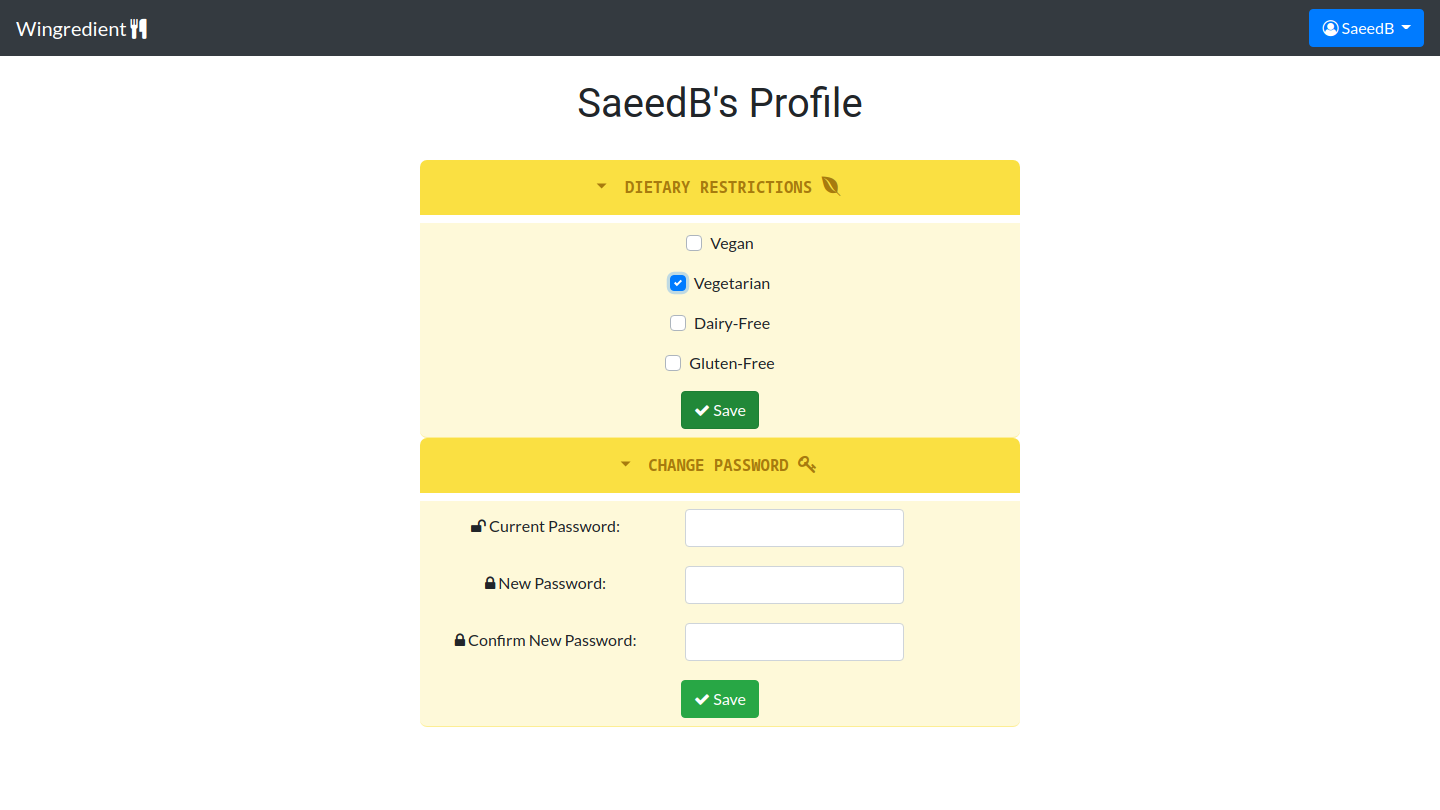 Wingredient
SaeedB
SaeedB's Profile
DIETARY RESTRICTIONS
Vegan
Vegetarian
Dairy-Free
Gluten-Free
Save
CHANGE PASSWORD
Current Password:
New Password:
Confirm New Password:
Save